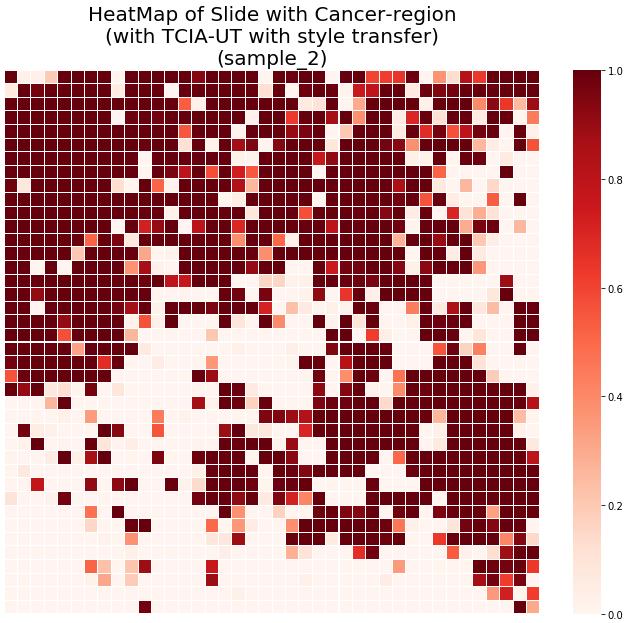 HeatMap of Slide with Cancer-region
(with TCIA-UT with style transfer)
(sample_2)
1.0
0.8
0.6
0.4
0.2
0.0